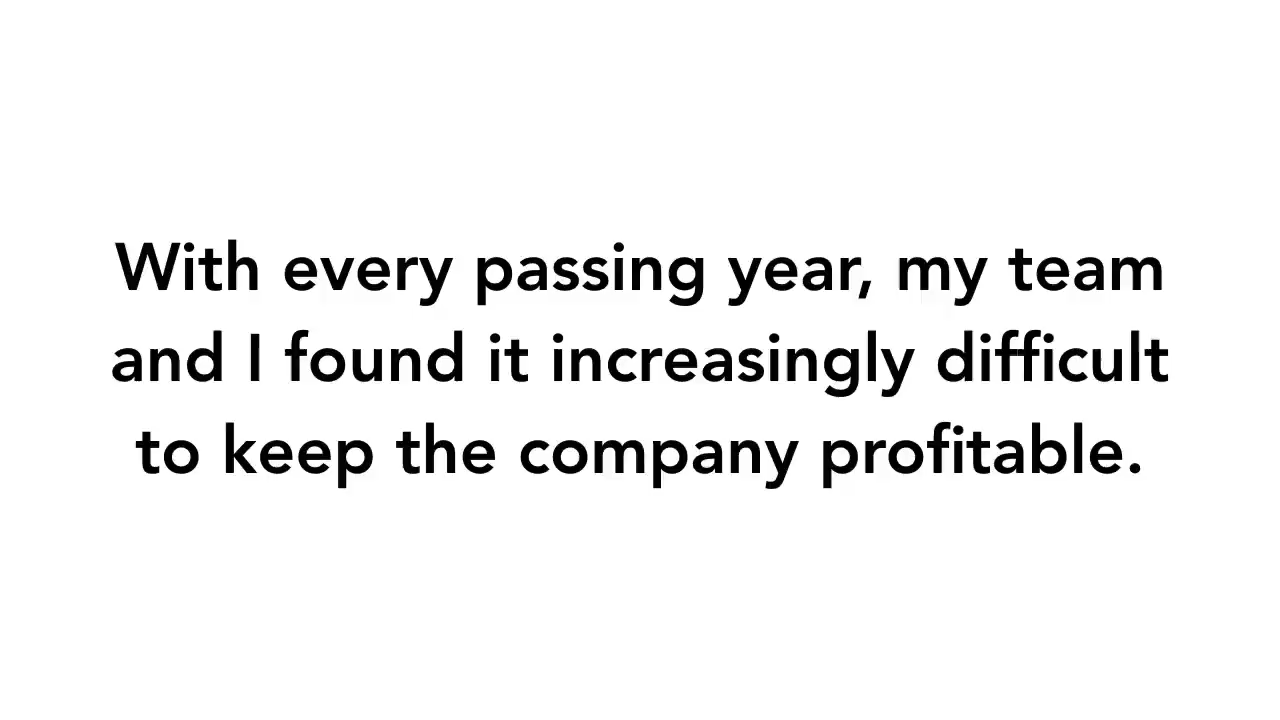 With every passing year, my team
and I found it increasingly difficult
to keep the company profitable.